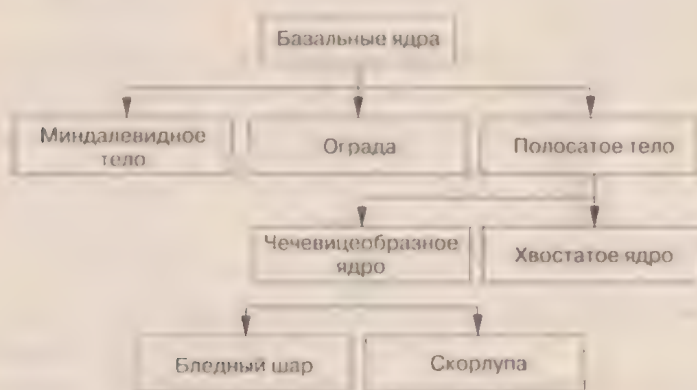 Базальные ядра
Миндалевидное
тело
Ограда
Полосатое тело
Чечевицеобразное
ядро
Хвостатое ядро
Бледный шар
Скорлупа